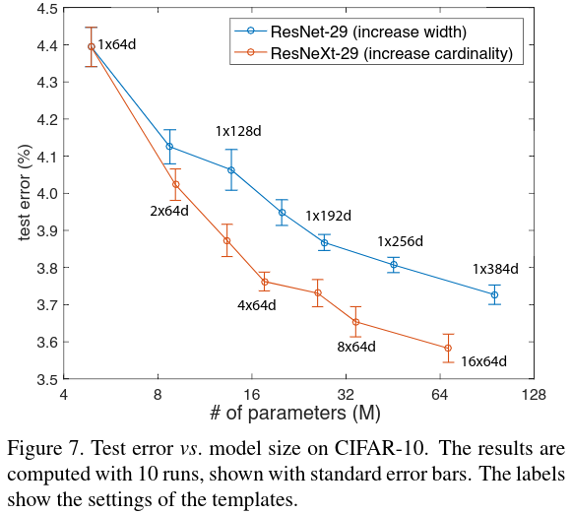 4.5
4.4
4.3
4.2
4.1
4.0
3.9
3.8
3.7
3.6
3.5
test error (%)
ResNet-29 (increase width)
ResNeXt-29 (increase cardinality)
1x64d
1x128d
2x64d
1x192d
1x256d
1x384d
4x64d
8x64d
16x64d
4 8 16 32 64 128
# of parameters (M)
Figure 7. Test error vs. model size on CIFAR-10. The results are
computed with 10 runs, shown with standard error bars. The labels
show the settings of the templates.